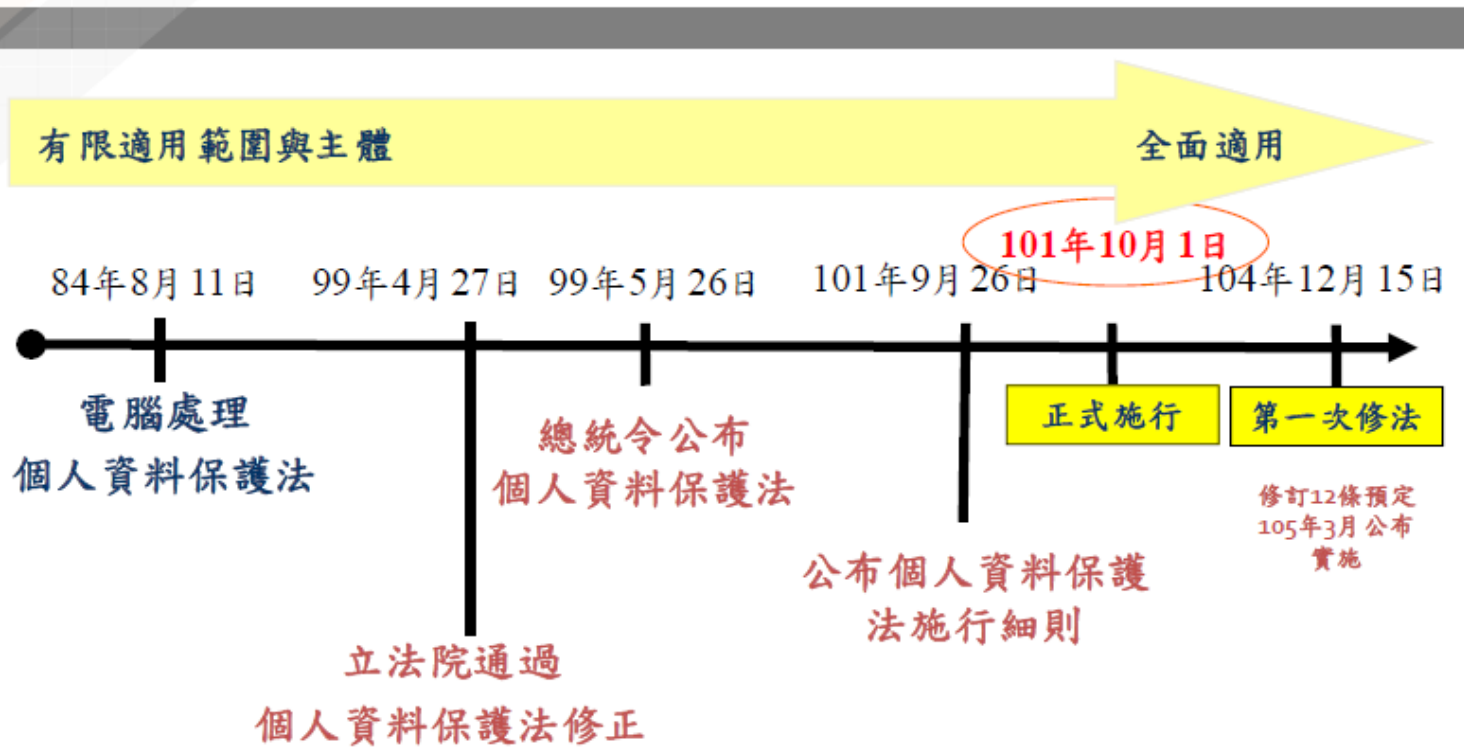 有限適用範圍與主體
全面適用
84年8月11日
99年4月27日
99年5月26日
101年9月26日
101年10月1日
104年12月15日
電腦處理
個人資料保護法
立法院通過
個人資料保護法修正
總統令公布
個人資料保護法
公布個人資料保護
法施行細則
正式施行
第一次修法
修訂12條預定
105年3月公布
實施